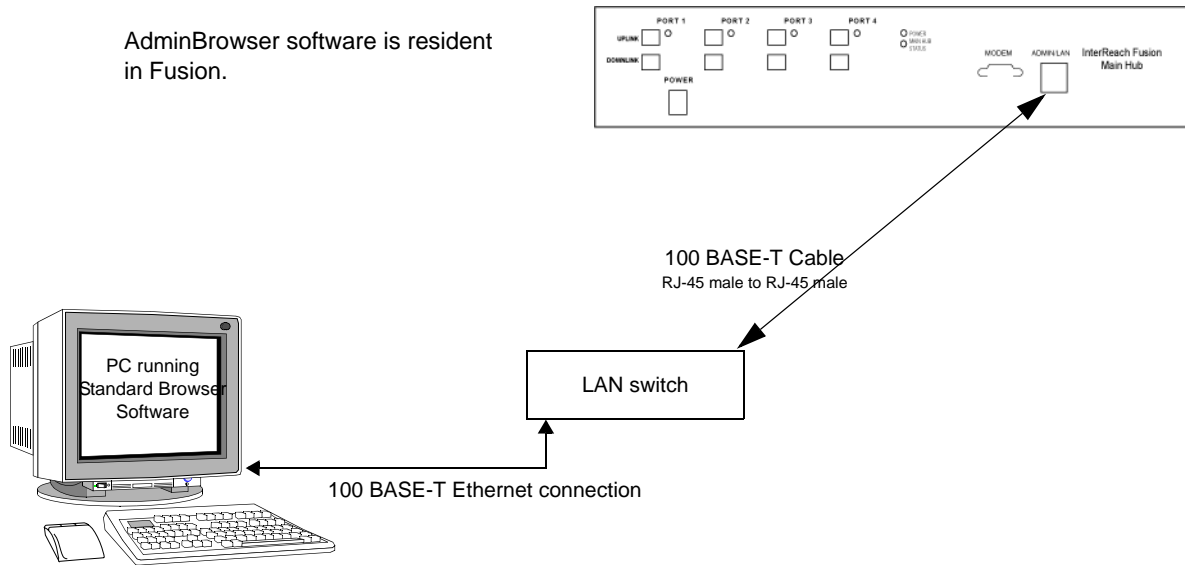 AdminBrowser software is resident
in Fusion.
PORT 1 PORT 2 PORT 3 PORT 4
UPLINK
DOWNLINK
POWER
POWER
MAIN HUB
STATUS
MODEM
ADMIN/LAN
InterReach Fusion
Main Hub
100 BASE-T Cable
RJ-45 male to RJ-45 male
PC running
Standard Browser
Software
LAN switch
100 BASE-T Ethernet connection